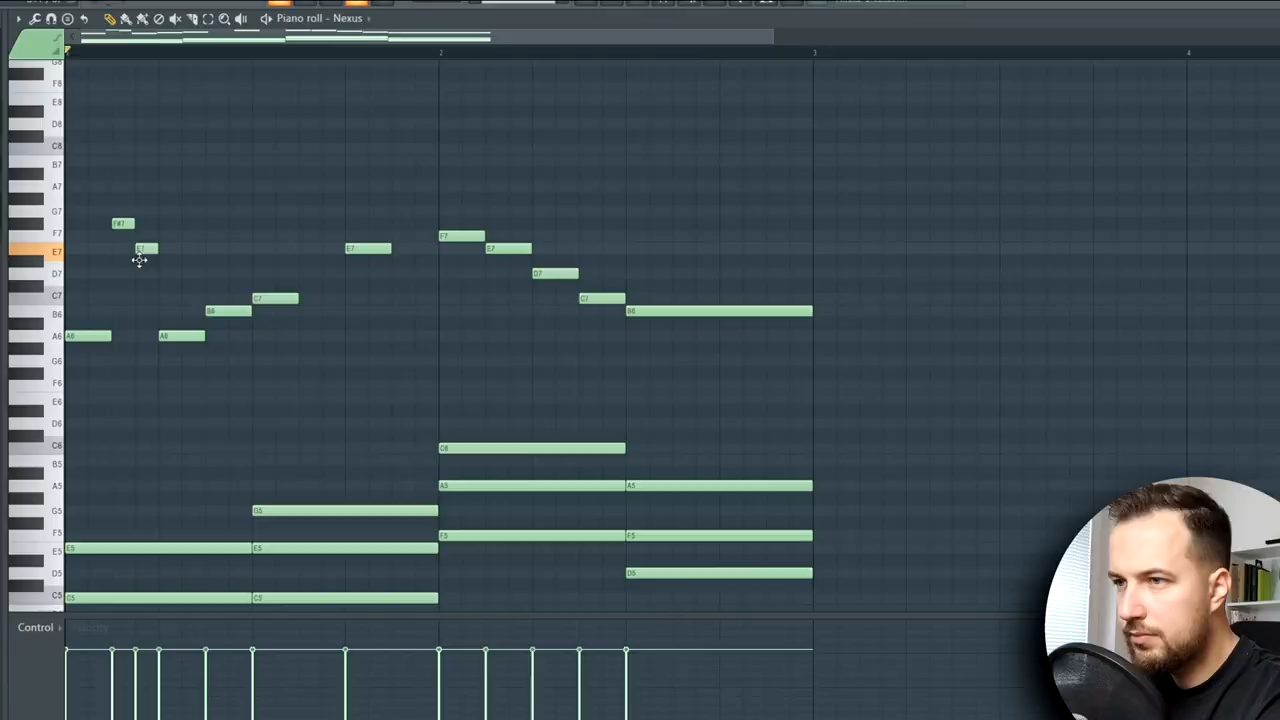 Piano roll - Nexus
2
3
4
G8
F8
E8
D8
C8
B7
A7
G7
F#7
F7
F7
E7
E7
E7
E7
D7
D7
C7
C7
C7
B6
B6
B6
A6
A6
A6
G6
F6
E6
D6
C6
C6
B5
A5
A5
A5
G5
G5
F5
F5
F5
E5
E5
E5
D5
D5
C5
C5
C5
Control
Velocity